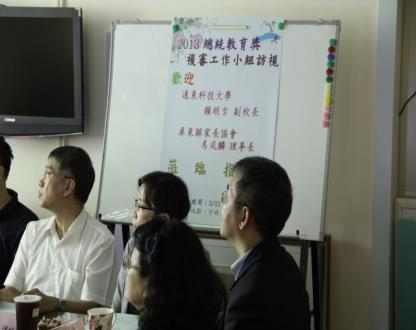 2013總統教育獎
複審工作小組訪視
歡迎
遠東科技大學
鍾明吉 副校長
屏東縣家長協會
馬成麟 理事長
蒞臨指